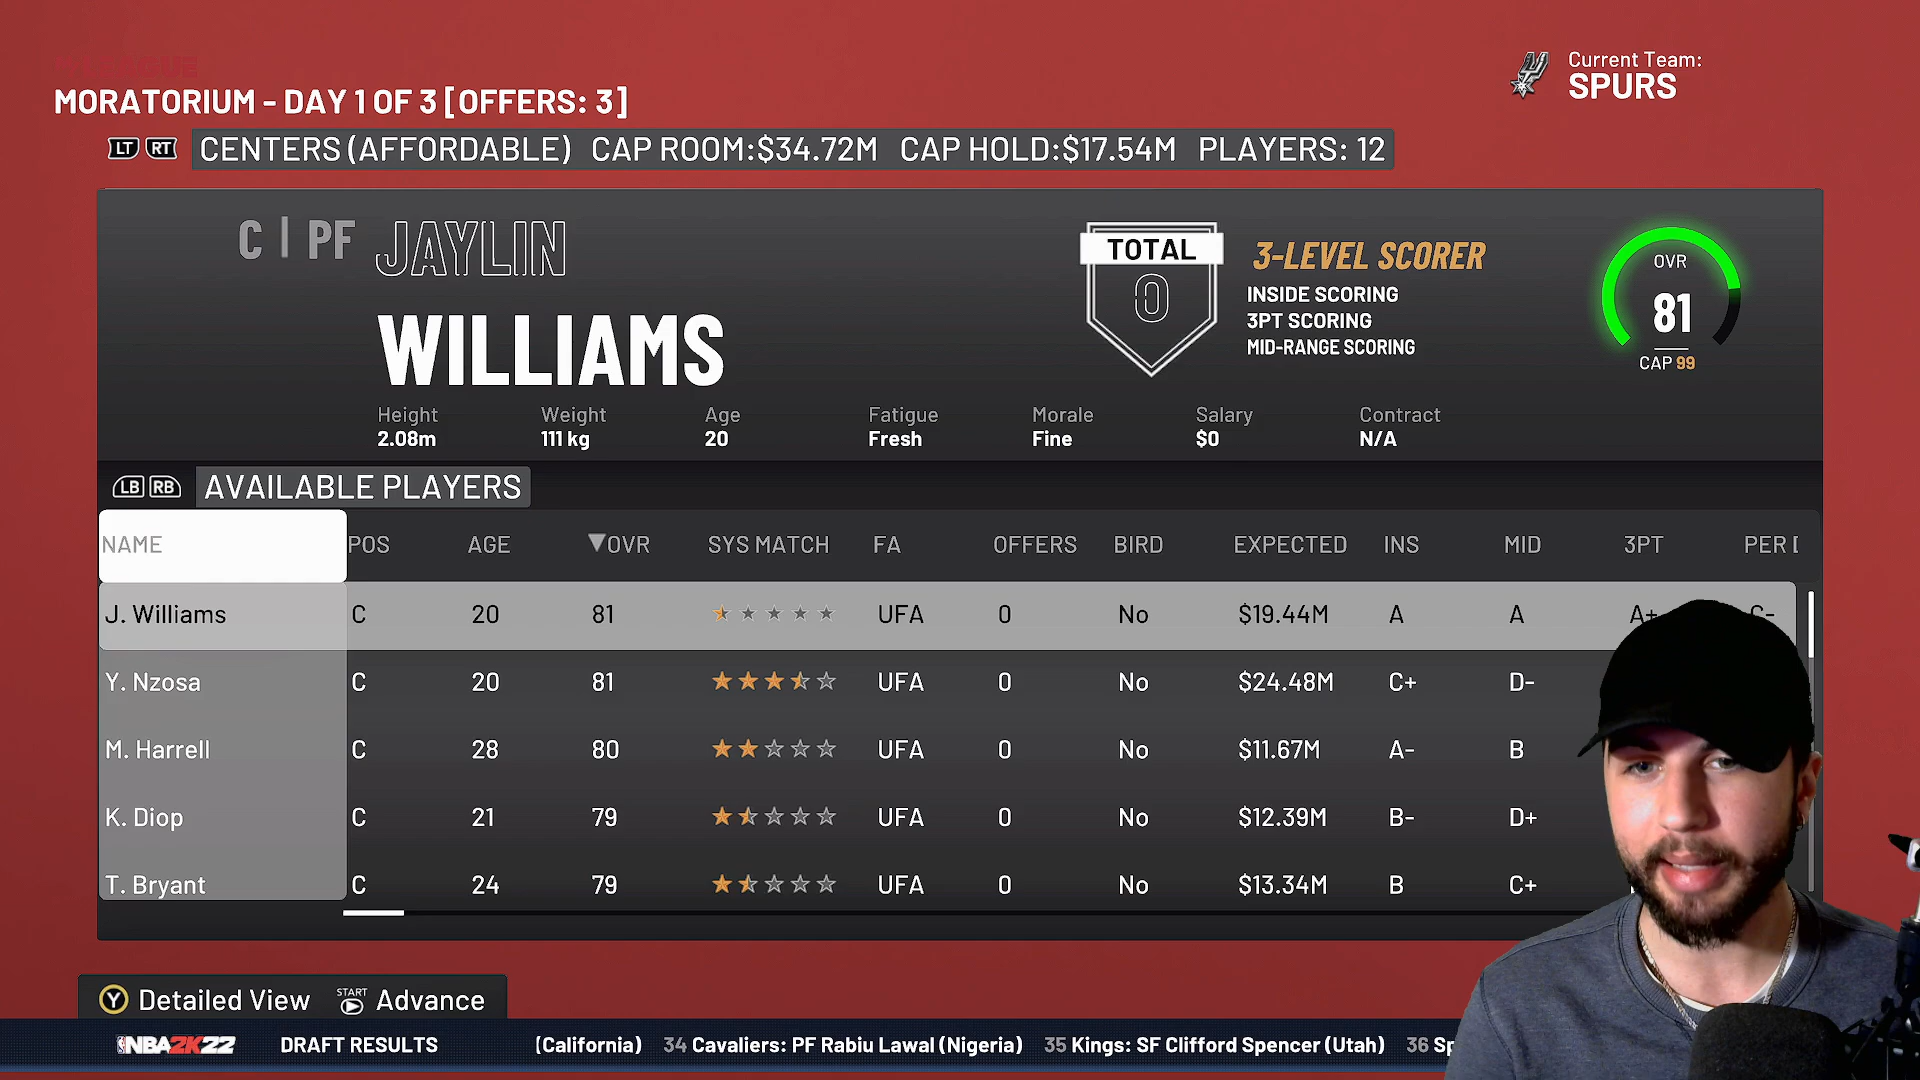 LEAGUE
MORATORIUM - DAY 1 OF 3 [OFFERS: 3]
Current Team:
SPURS
LT RT CENTERS (AFFORDABLE) CAP ROOM:$34.72M CAP HOLD:$17.54M PLAYERS: 12
C | PF JAYLIN
WILLIAMS
TOTAL
0
3-LEVEL SCORER
INSIDE SCORING
3PT SCORING
MID-RANGE SCORING
OVR
81
CAP 99
Height Weight Age Fatigue Morale Salary Contract
2.08m 111 kg 20 Fresh Fine $0 N/A
LB RB AVAILABLE PLAYERS
NAME POS AGE ▼OVR SYS MATCH FA OFFERS BIRD EXPECTED INS MID 3PT PER
J. Williams C 20 81 UFA 0 No $19.44M A A A+ C-
Y. Nzosa C 20 81 UFA 0 No $24.48M C+ D-
M. Harrell C 28 80 UFA 0 No $11.67M A- B
K. Diop C 21 79 UFA 0 No $12.39M B- D+
T. Bryant C 24 79 UFA 0 No $13.34M B C+
Y Detailed View START Advance
NBA2K22 DRAFT RESULTS (California) 34 Cavaliers: PF Rabiu Lawal (Nigeria) 35 Kings: SF Clifford Spencer (Utah) 36 Sp